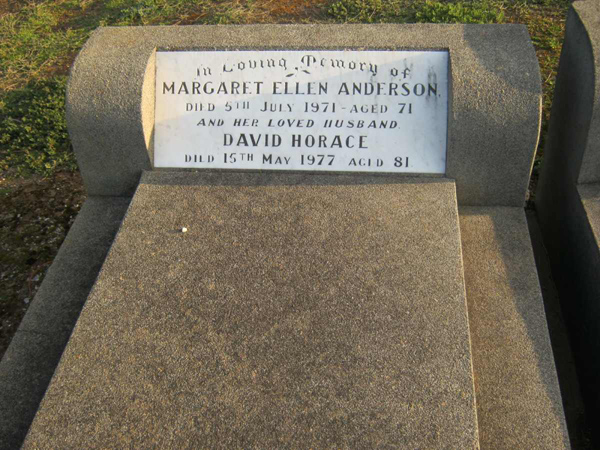 In Loving Memory of
MARGARET ELLEN ANDERSON
DIED 5TH JULY 1971 - AGED 71
AND HER LOVED HUSBAND
DAVID HORACE
DIED 15TH MAY 1977 AGED 81